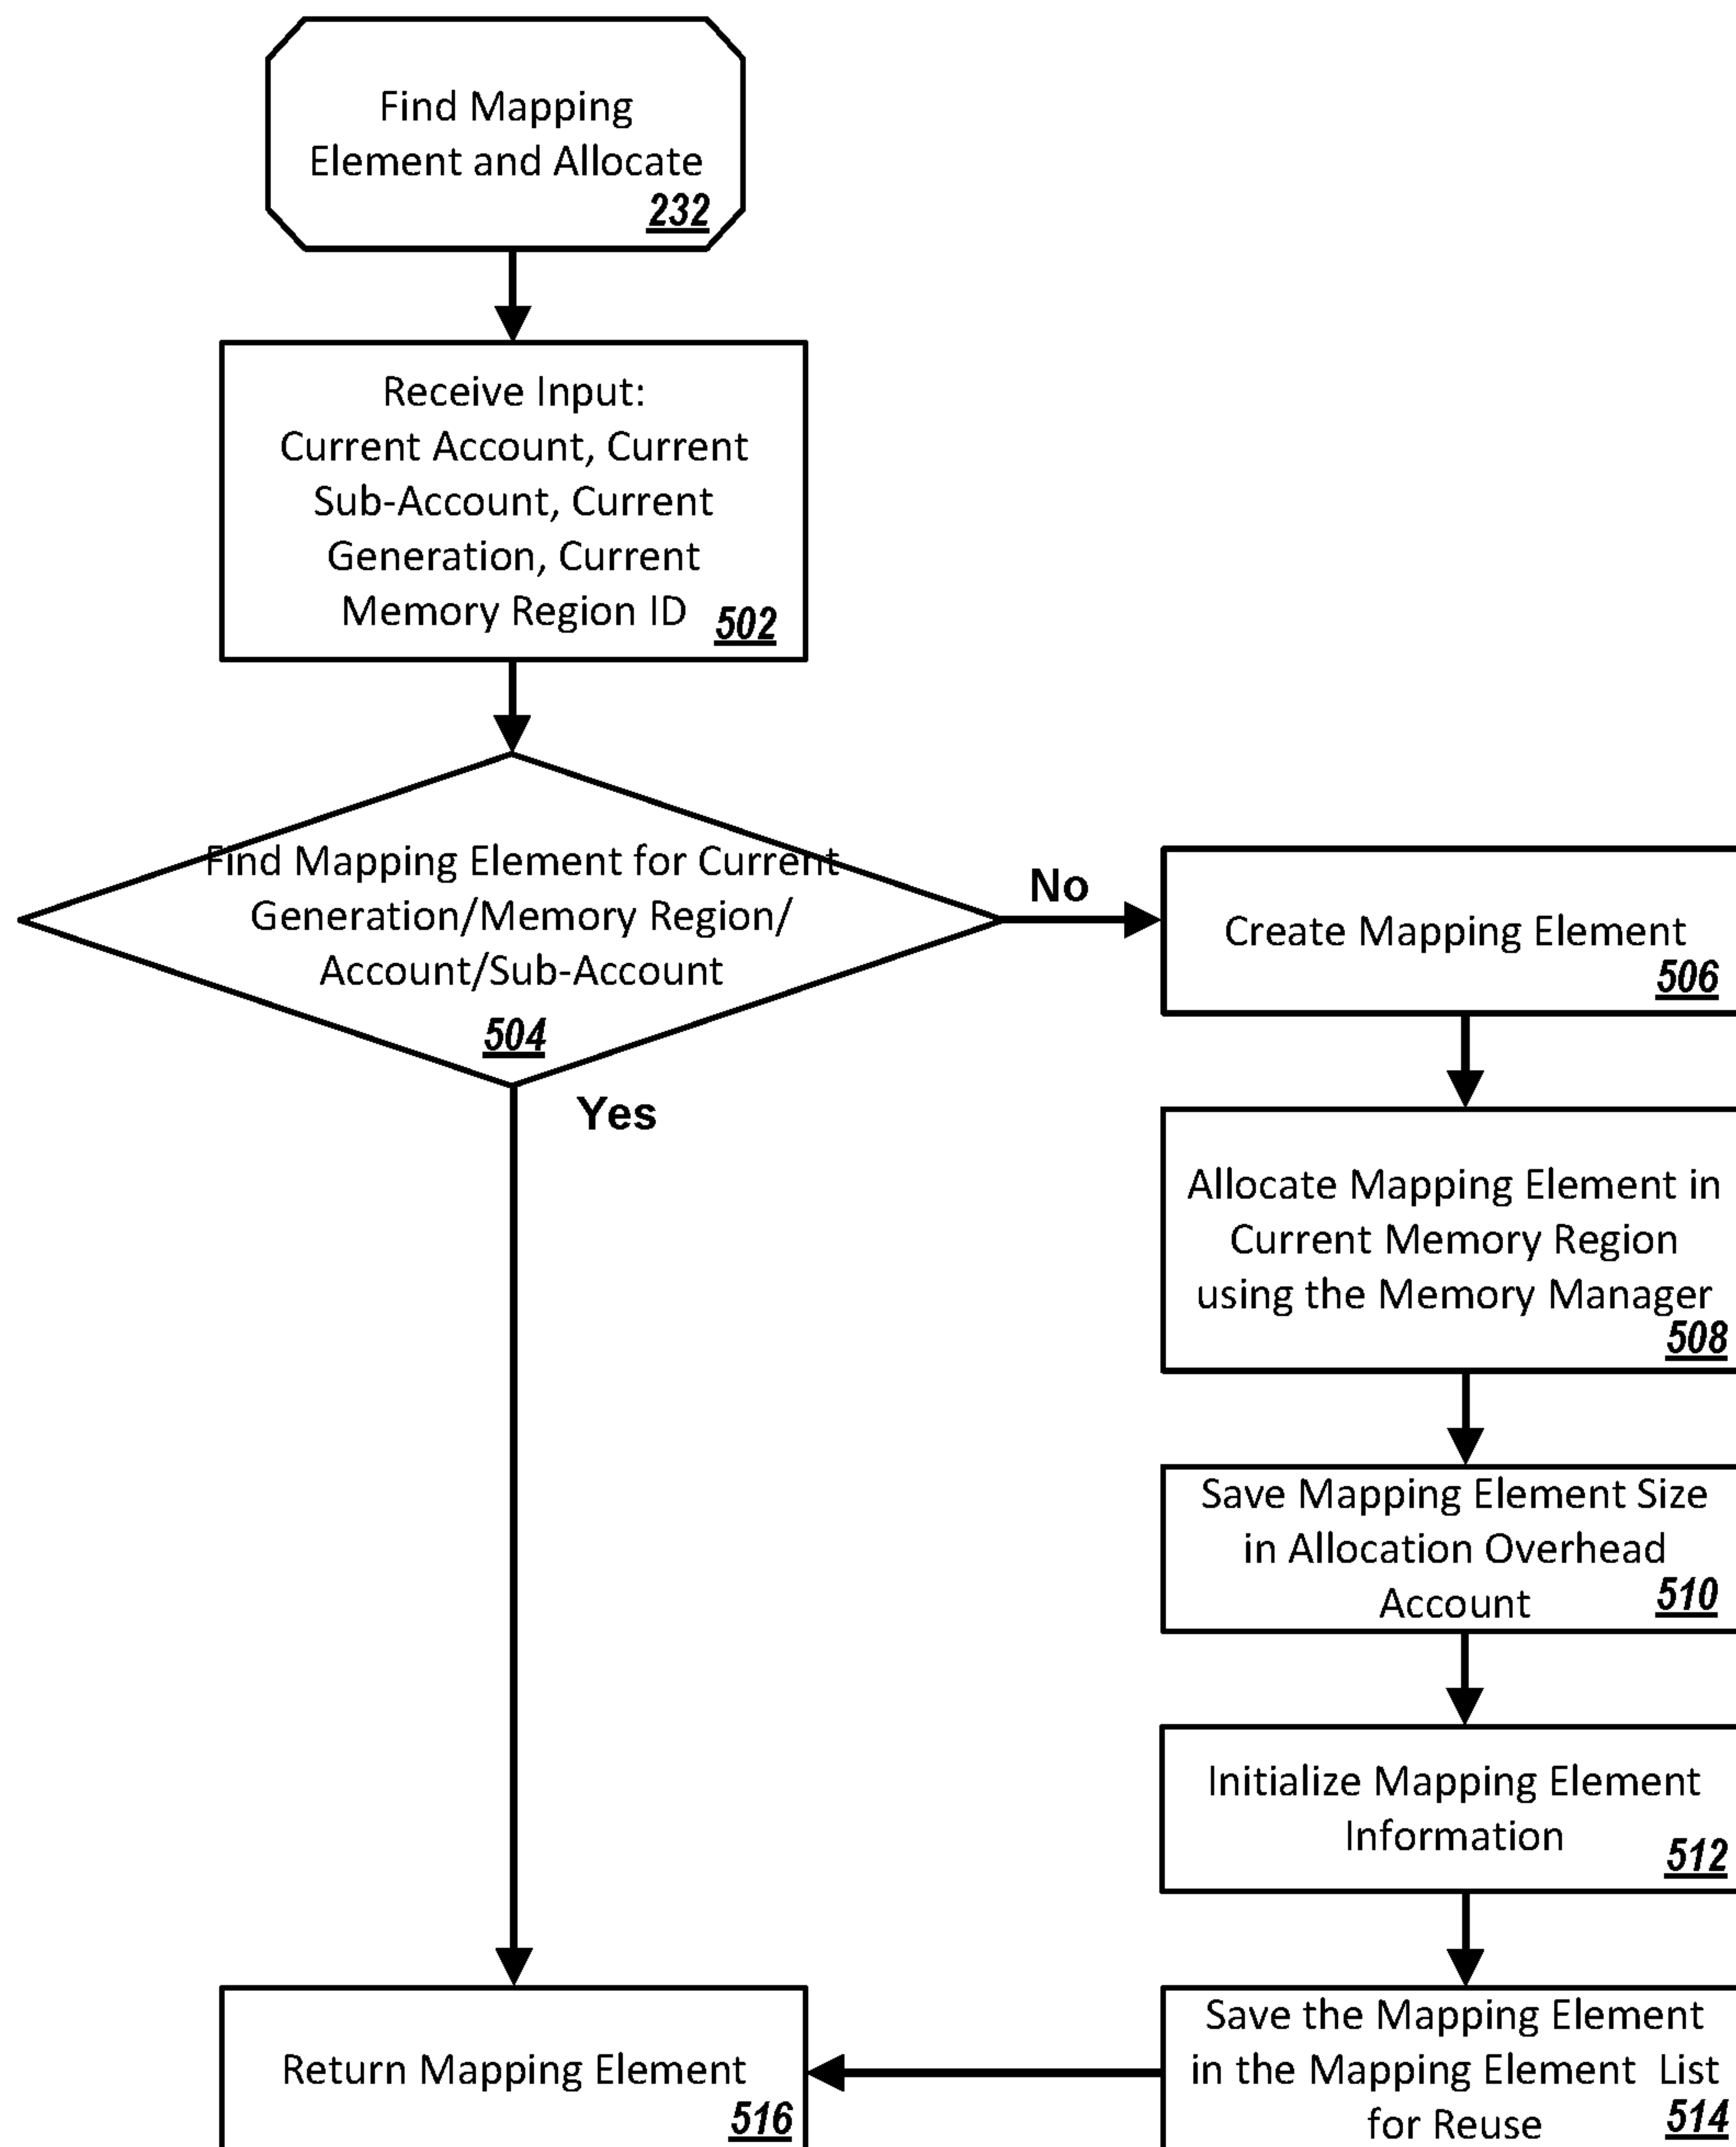 Find Mapping
Element and Allocate
232
Receive Input:
Current Account, Current
Sub-Account, Current
Generation, Current
Memory Region ID
502
Find Mapping Element for Current
Generation/Memory Region/
Account/Sub-Account
504
No
Yes
Create Mapping Element
506
Allocate Mapping Element in
Current Memory Region
using the Memory Manager
508
Save Mapping Element Size
in Allocation Overhead
Account
510
Initialize Mapping Element
Information
512
Save the Mapping Element
in the Mapping Element List
for Reuse
514
Return Mapping Element
516